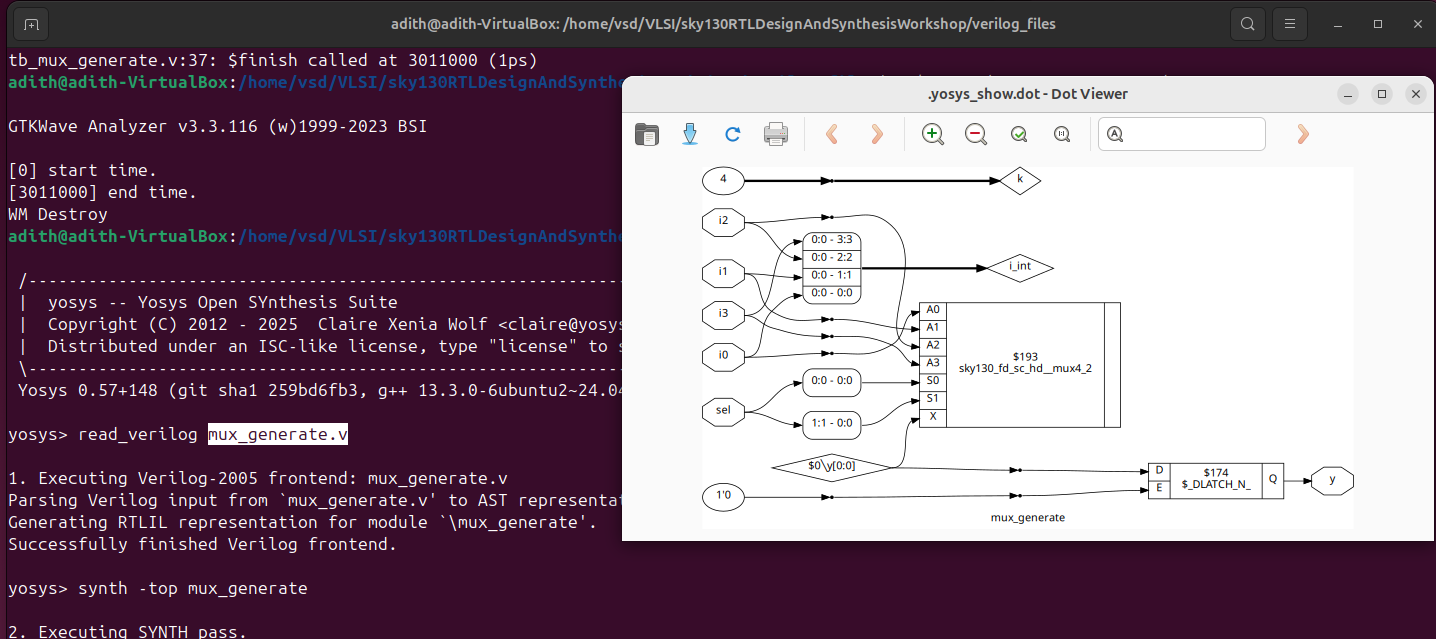 adith@adith-VirtualBox: /home/vsd/VLSI/sky130RTLDesignAndSynthesisWorkshop/verilog_files
tb_mux_generate.v:37: $finish called at 3011000 (1ps)
adith@adith-VirtualBox:/home/vsd/VLSI/sky130RTLDesignAndSynthe
GTKWave Analyzer v3.3.116 (w)1999-2023 BSI
[0] start time.
[3011000] end time.
WM Destroy
adith@adith-VirtualBox:/home/vsd/VLSI/sky130RTLDesignAndSynthe
/------------------------------------------------------------
| yosys -- Yosys Open SYnthesis Suite
| Copyright (C) 2012 - 2025 Claire Xenia Wolf <claire@yosys
| Distributed under an ISC-like license, type "license" to s
\------------------------------------------------------------
Yosys 0.57+148 (git sha1 259bd6fb3, g++ 13.3.0-6ubuntu2~24.04
yosys> read_verilog mux_generate.v
1. Executing Verilog-2005 frontend: mux_generate.v
Parsing Verilog input from `mux_generate.v' to AST representat
Generating RTLIL representation for module `\mux_generate'.
Successfully finished Verilog frontend.
yosys> synth -top mux_generate
2. Executing SYNTH pass.
.yosys_show.dot - Dot Viewer
4
k
i2
0:0 - 3:3
0:0 - 2:2
0:0 - 1:1
0:0 - 0:0
i_int
i1
i3
i0
A0
A1
A2
A3
S0
S1
X
$193
sky130_fd_sc_hd__mux4_2
sel
0:0 - 0:0
1:1 - 0:0
$0\y[0:0]
1'0
D
E
$174
$_DLATCH_N_
Q
y
mux_generate